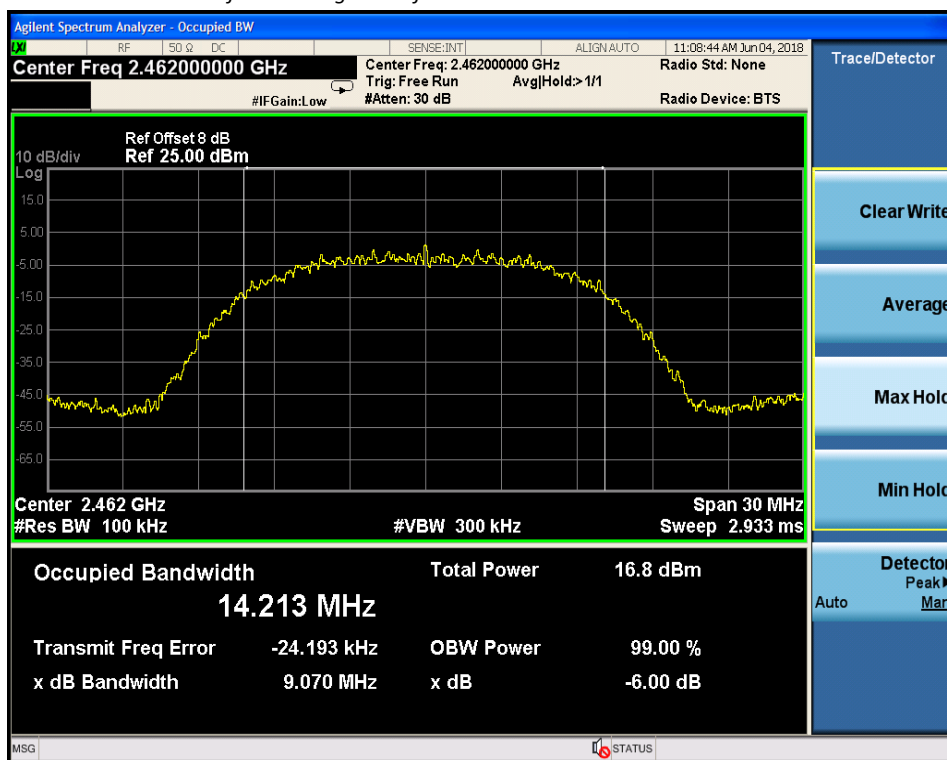 Agilent Spectrum Analyzer - Occupied BW
LXI RF 50 Ω DC SENSE:INT ALIGN AUTO 11:08:44 AM Jun 04, 2018
Center Freq 2.462000000 GHz
Center Freq: 2.462000000 GHz
Radio Std: None
Trig: Free Run Avg|Hold:>1/1
#IFGain:Low
#Atten: 30 dB
Radio Device: BTS
Ref Offset 8 dB
10 dB/div Ref 25.00 dBm
Log
15.0
5.00
-5.00
-15.0
-25.0
-35.0
-45.0
-55.0
-65.0
Center 2.462 GHz Span 30 MHz
#Res BW 100 kHz #VBW 300 kHz Sweep 2.933 ms
Occupied Bandwidth Total Power 16.8 dBm
14.213 MHz
Transmit Freq Error -24.193 kHz OBW Power 99.00 %
x dB Bandwidth 9.070 MHz x dB -6.00 dB
MSG STATUS
Trace/Detector
Clear Write
Average
Max Hold
Min Hold
Detector
Peak
Auto Man